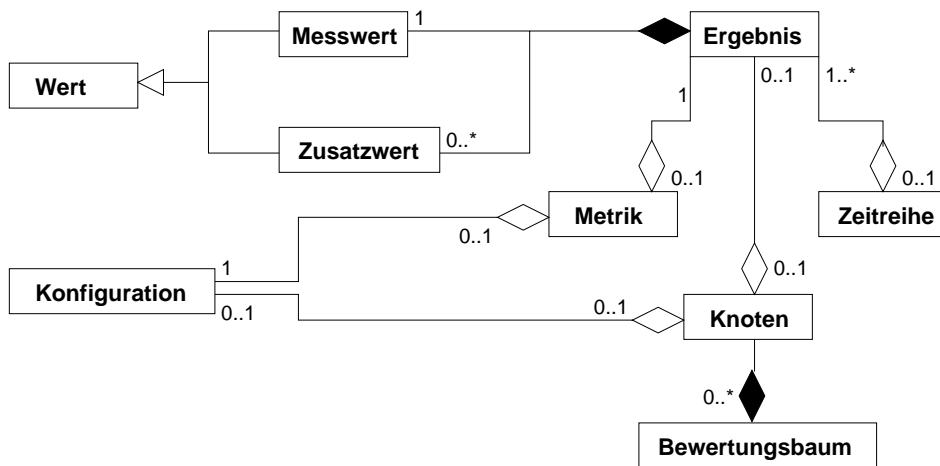 Messwert
1
Ergebnis
Wert
0..1
1..*
1
Zusatzwert
0..*
0..1
0..1
Metrik
Zeitreihe
0..1
1
Konfiguration
0..1
0..1
0..1
Knoten
0..*
Bewertungsbaum